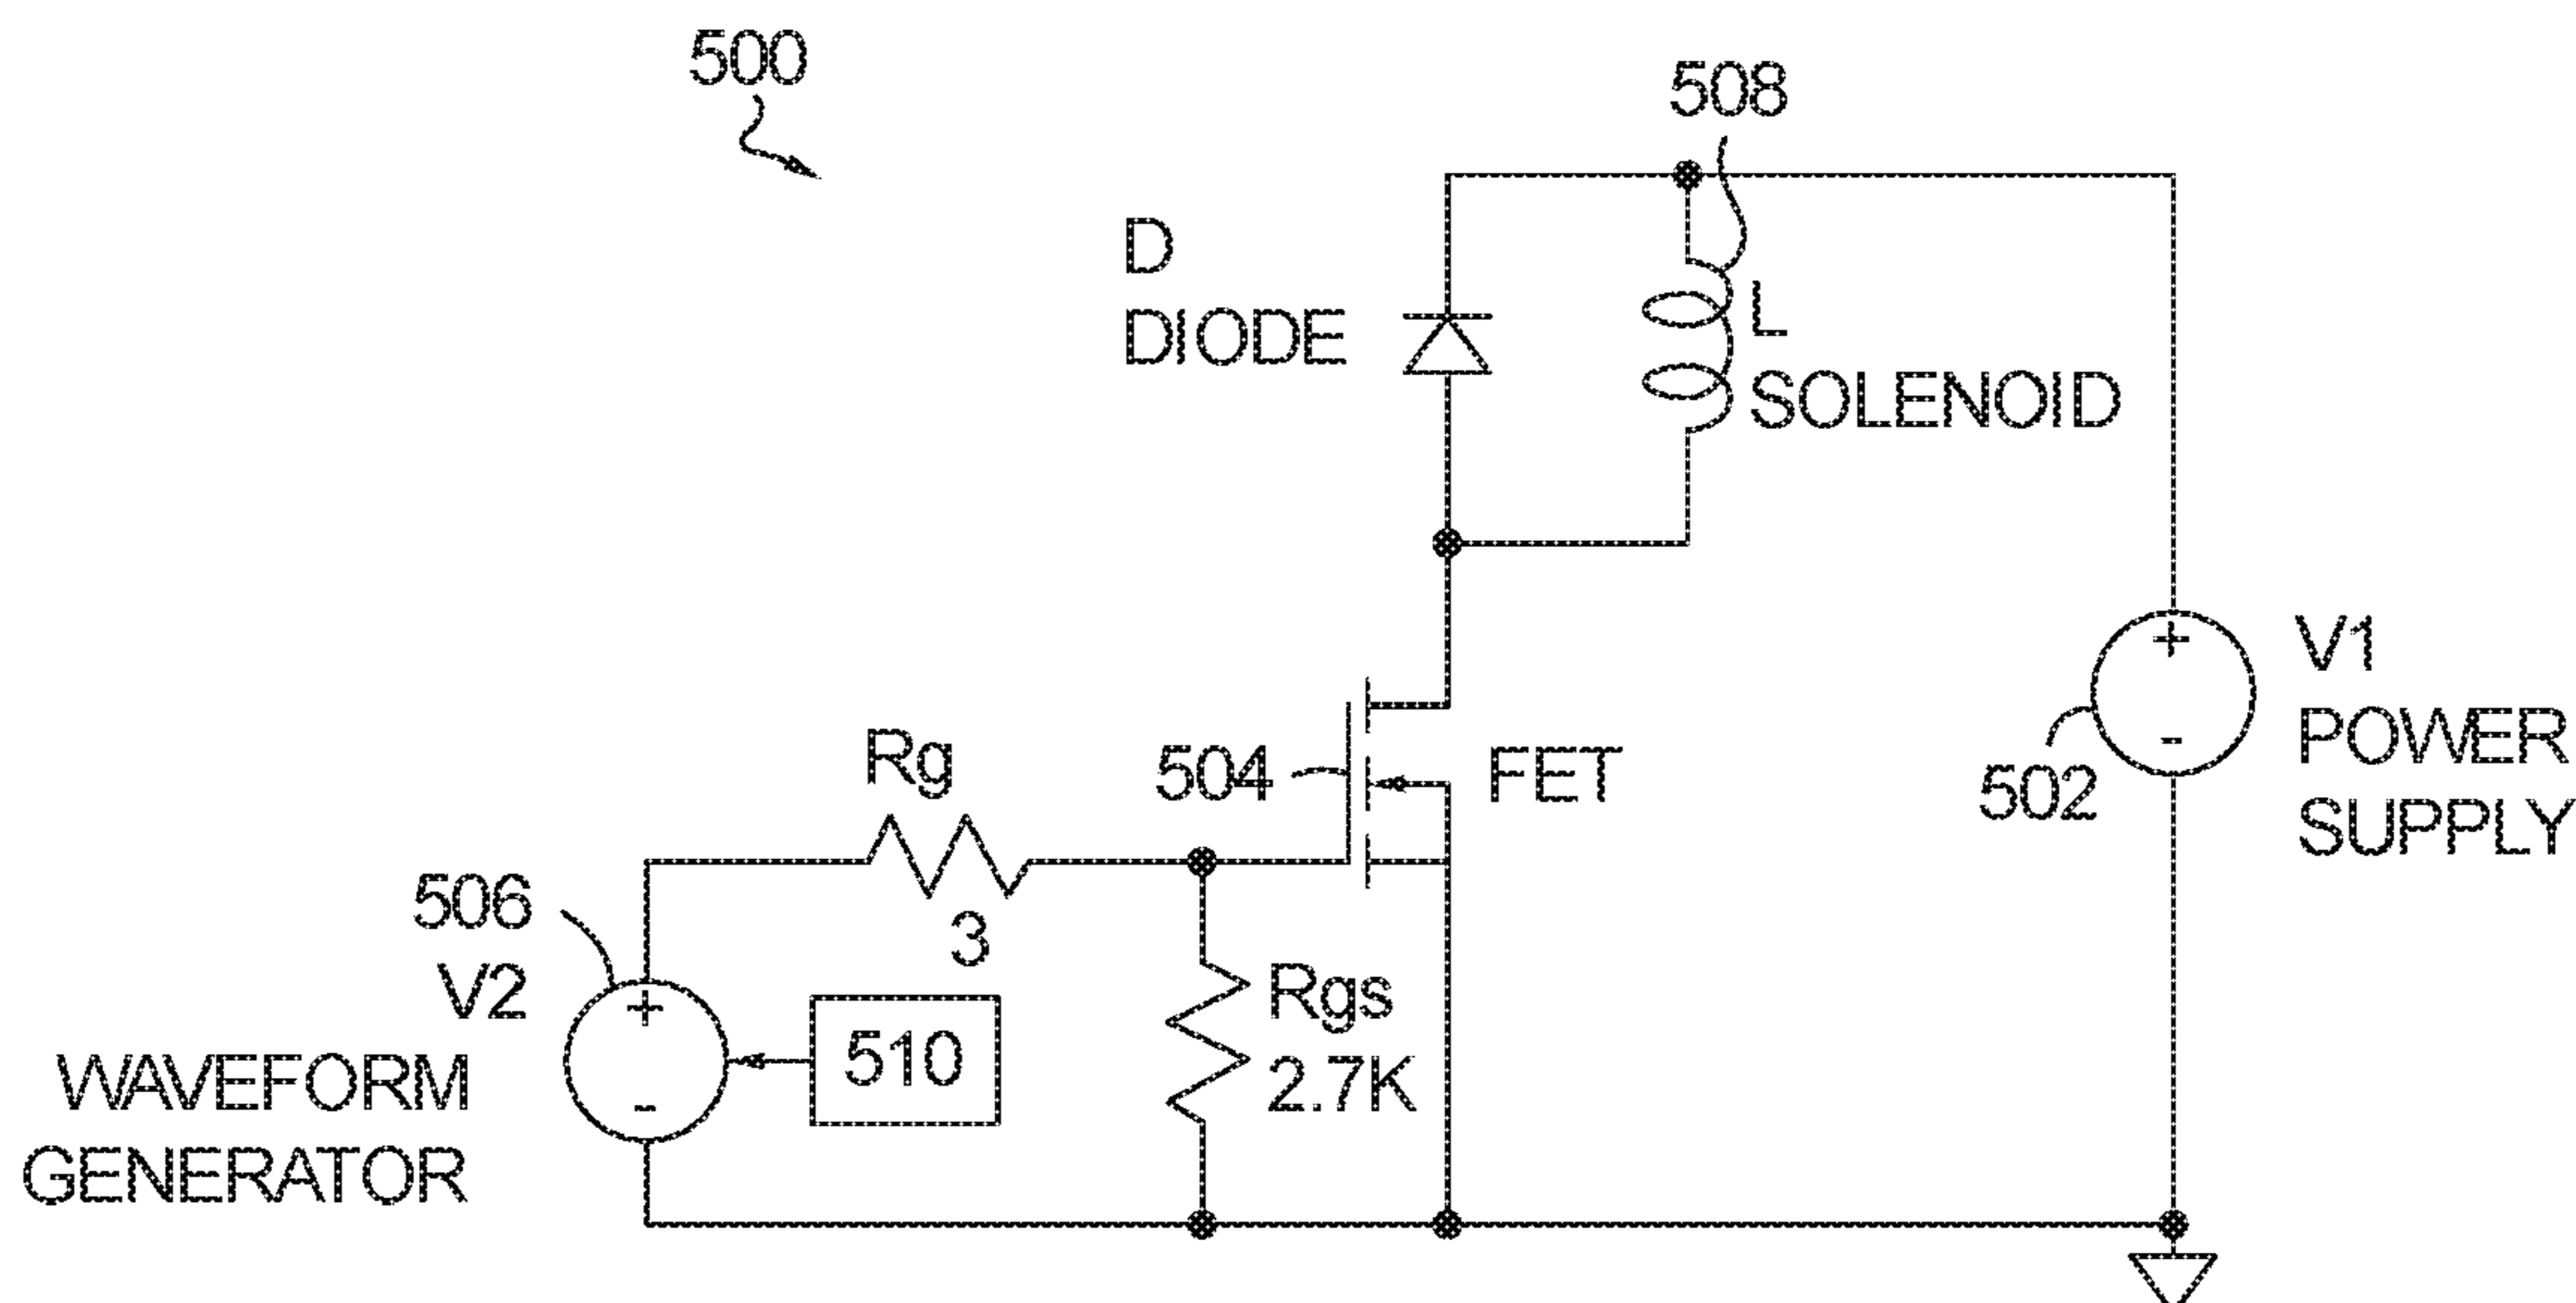 500
508
D
DIODE
L
SOLENOID
+
-
V1
POWER
SUPPLY
502
Rg
3
504
FET
506
V2
+
-
WAVEFORM
GENERATOR
510
Rgs
2.7K